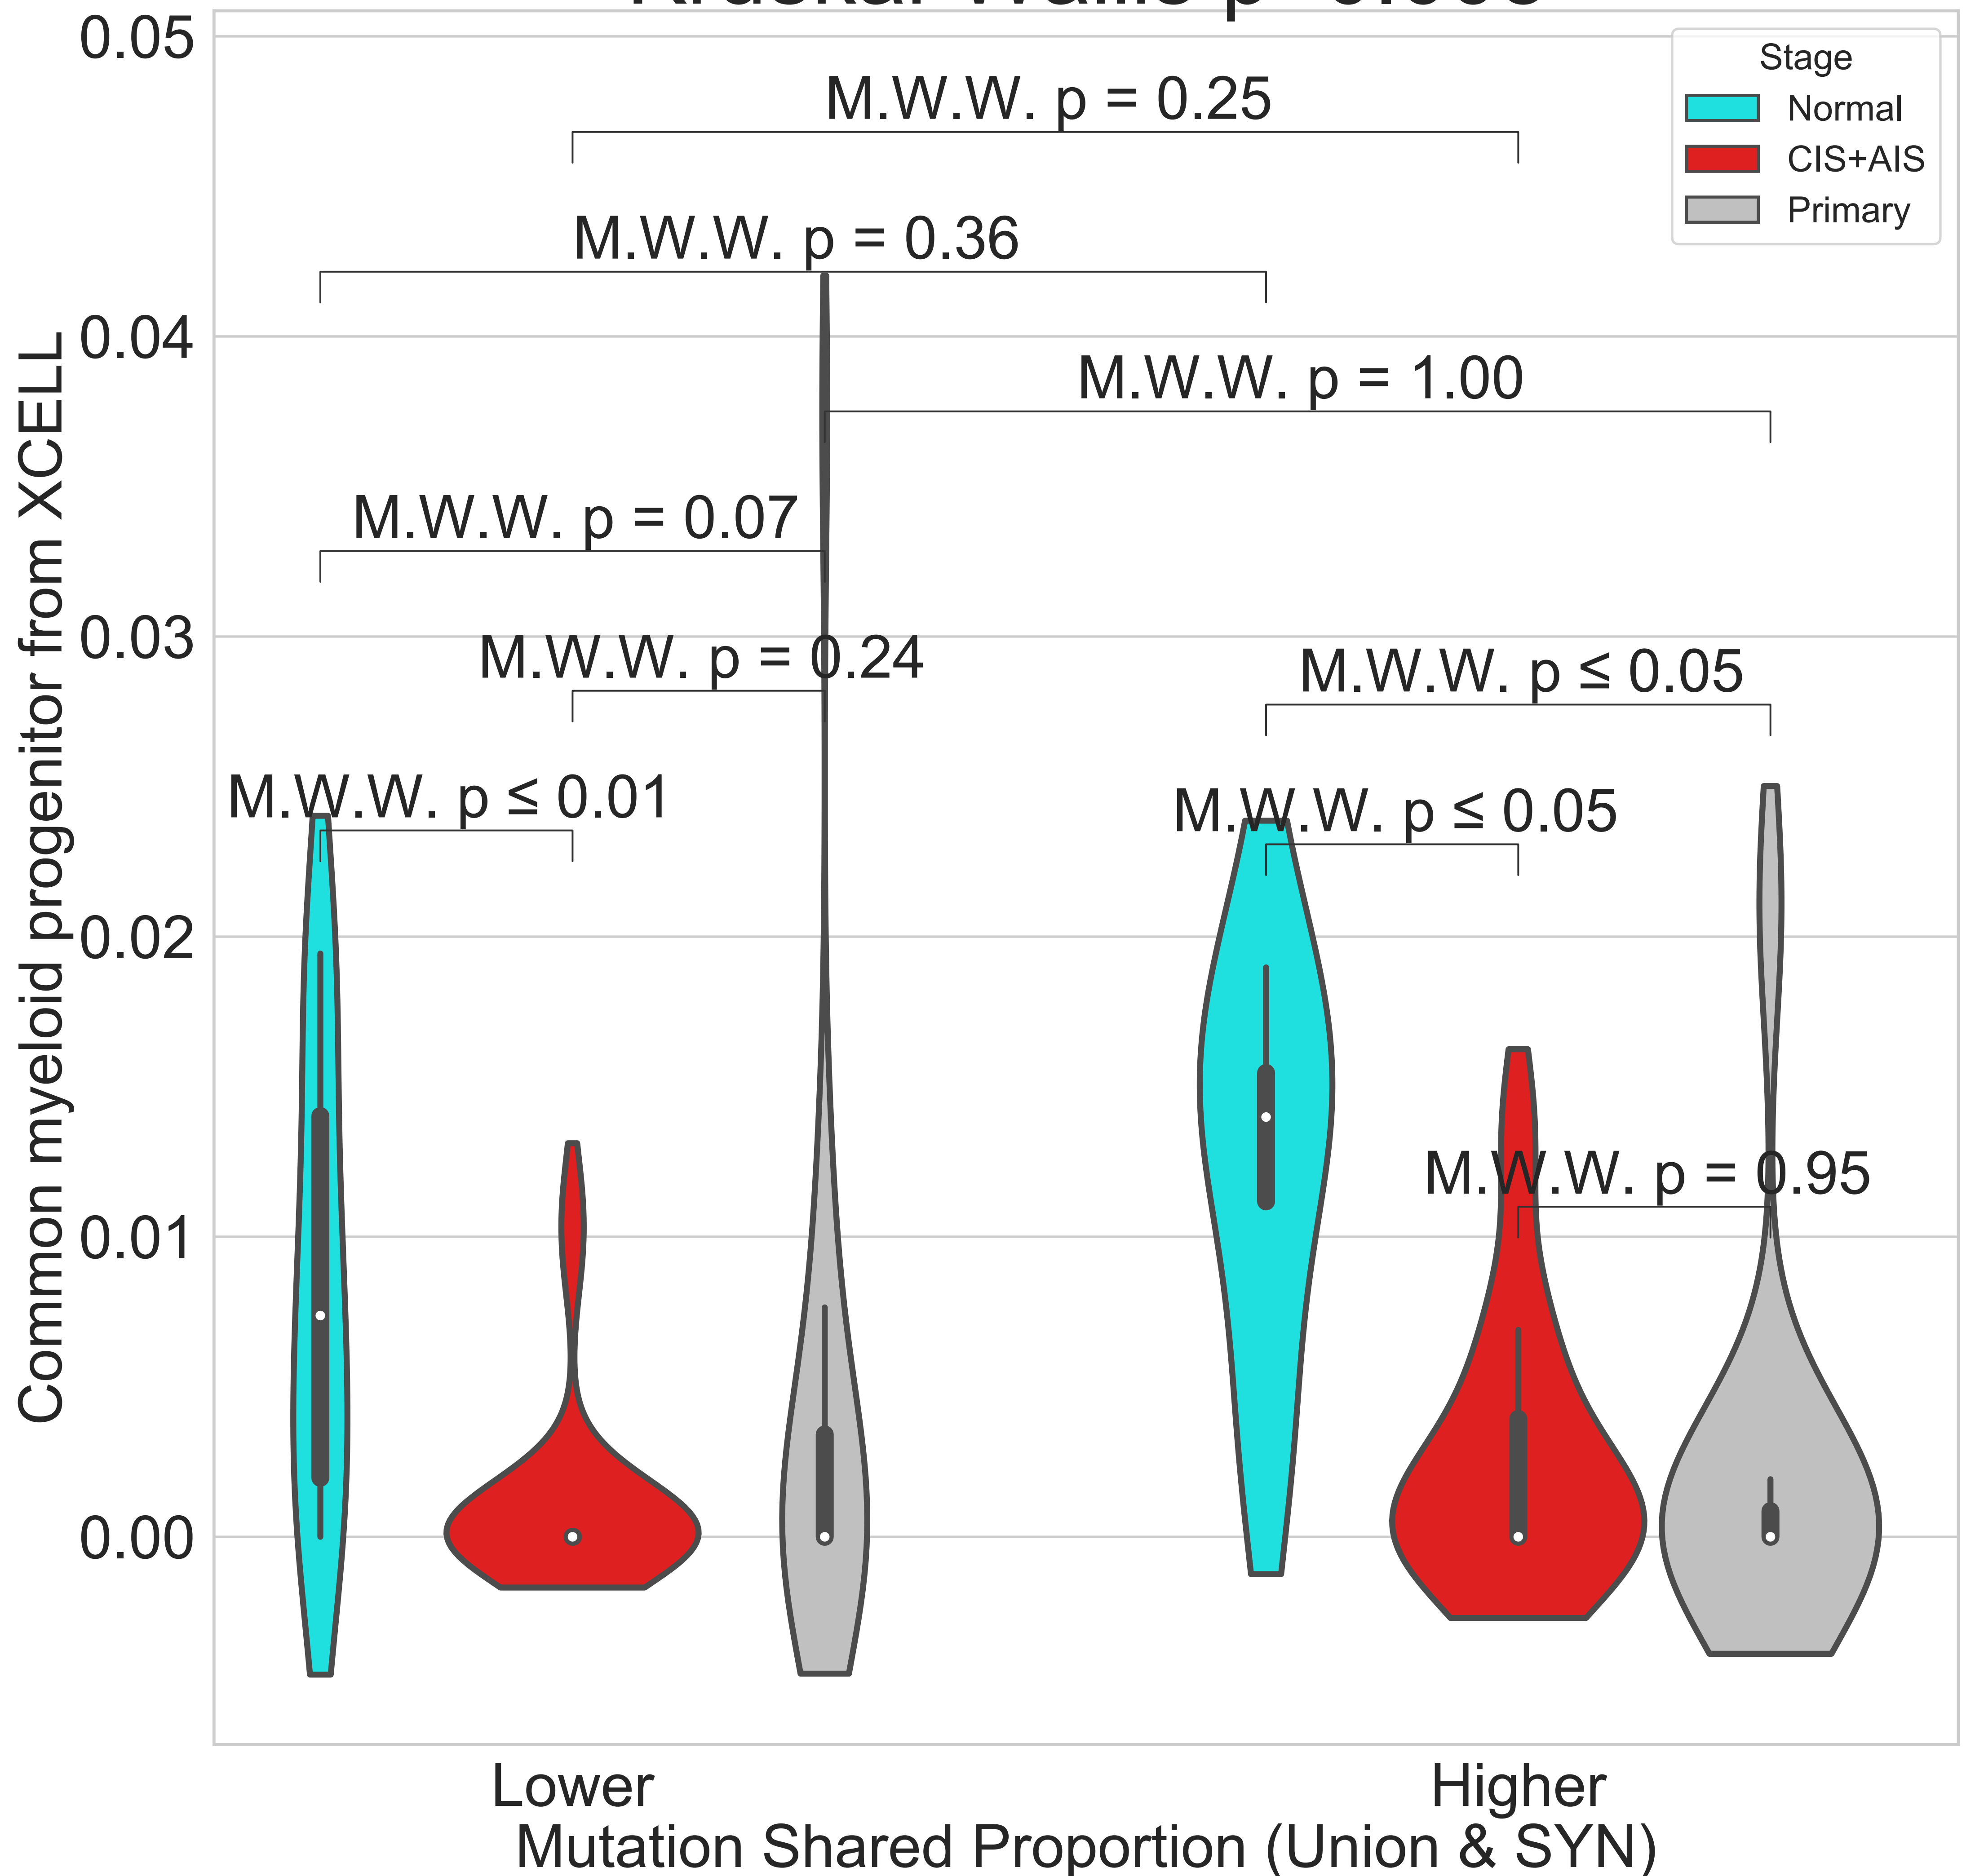 0.05
0.04
0.03
0.02
0.01
0.00
Common myeloid progenitor from XCELL
Stage
Normal
CIS+AIS
Primary
M.W.W. p = 0.25
M.W.W. p = 0.36
M.W.W. p = 1.00
M.W.W. p = 0.07
M.W.W. p = 0.24
M.W.W. p ≤ 0.05
M.W.W. p ≤ 0.01
M.W.W. p ≤ 0.05
M.W.W. p = 0.95
Lower
Higher
Mutation Shared Proportion (Union & SYN)